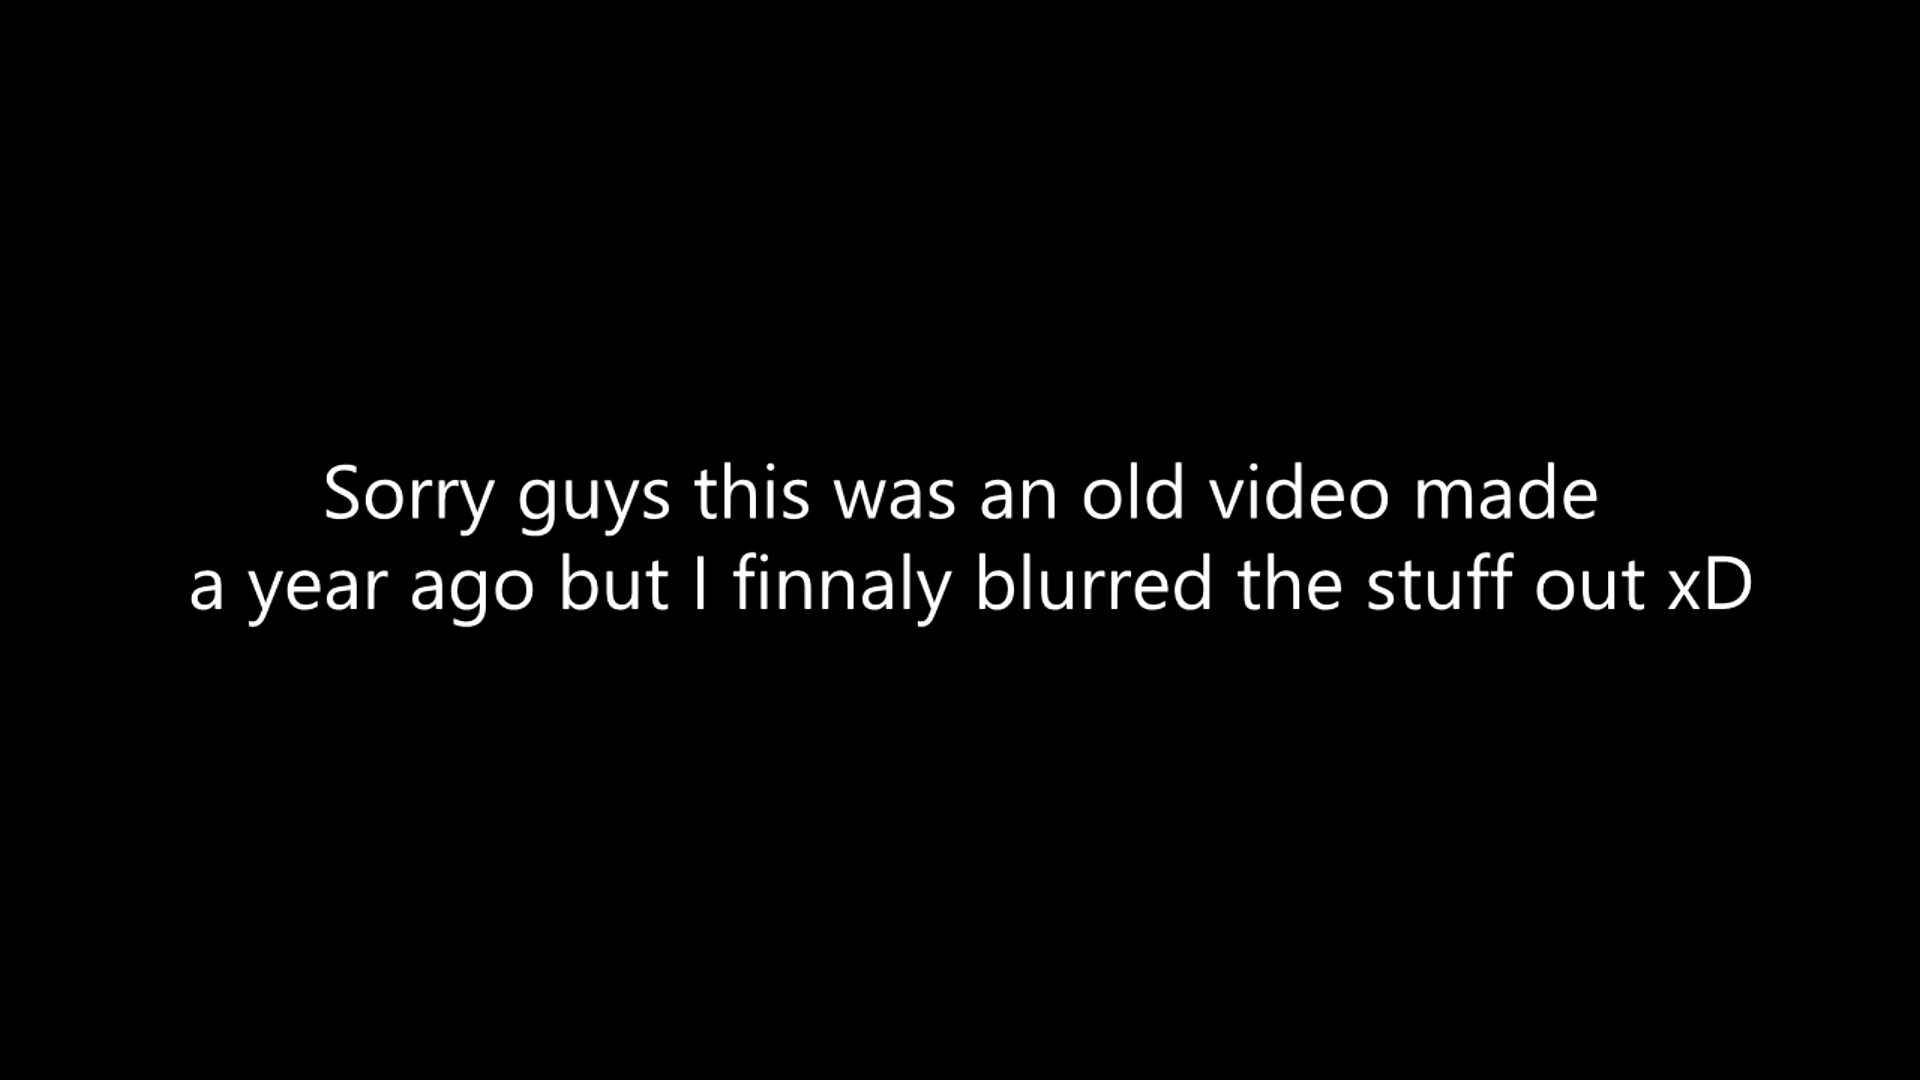 Sorry guys this was an old video made
a year ago but I finnaly blurred the stuff out xD